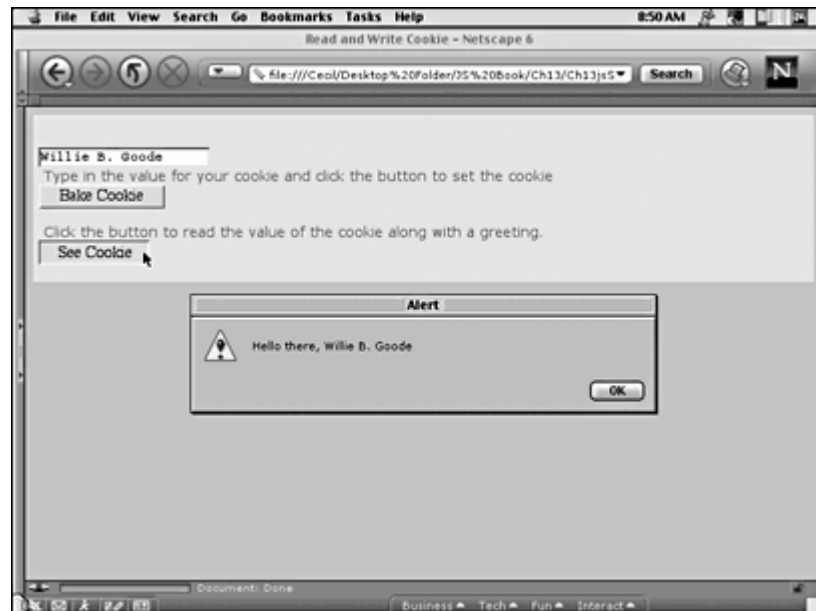 File Edit View Search Go Bookmarks Tasks Help 8:50 AM
Read and Write Cookie - Netscape 6
file:///Cecil/Desktop%20Folder/JS%20Book/Ch13/Ch13jsS Search N
Willie B. Goode
Type in the value for your cookie and click the button to set the cookie
Bake Cookie
Click the button to read the value of the cookie along with a greeting.
See Cookie
Alert
Hello there, Willie B. Goode
OK
Document: Done
Business Tech Fun Interact